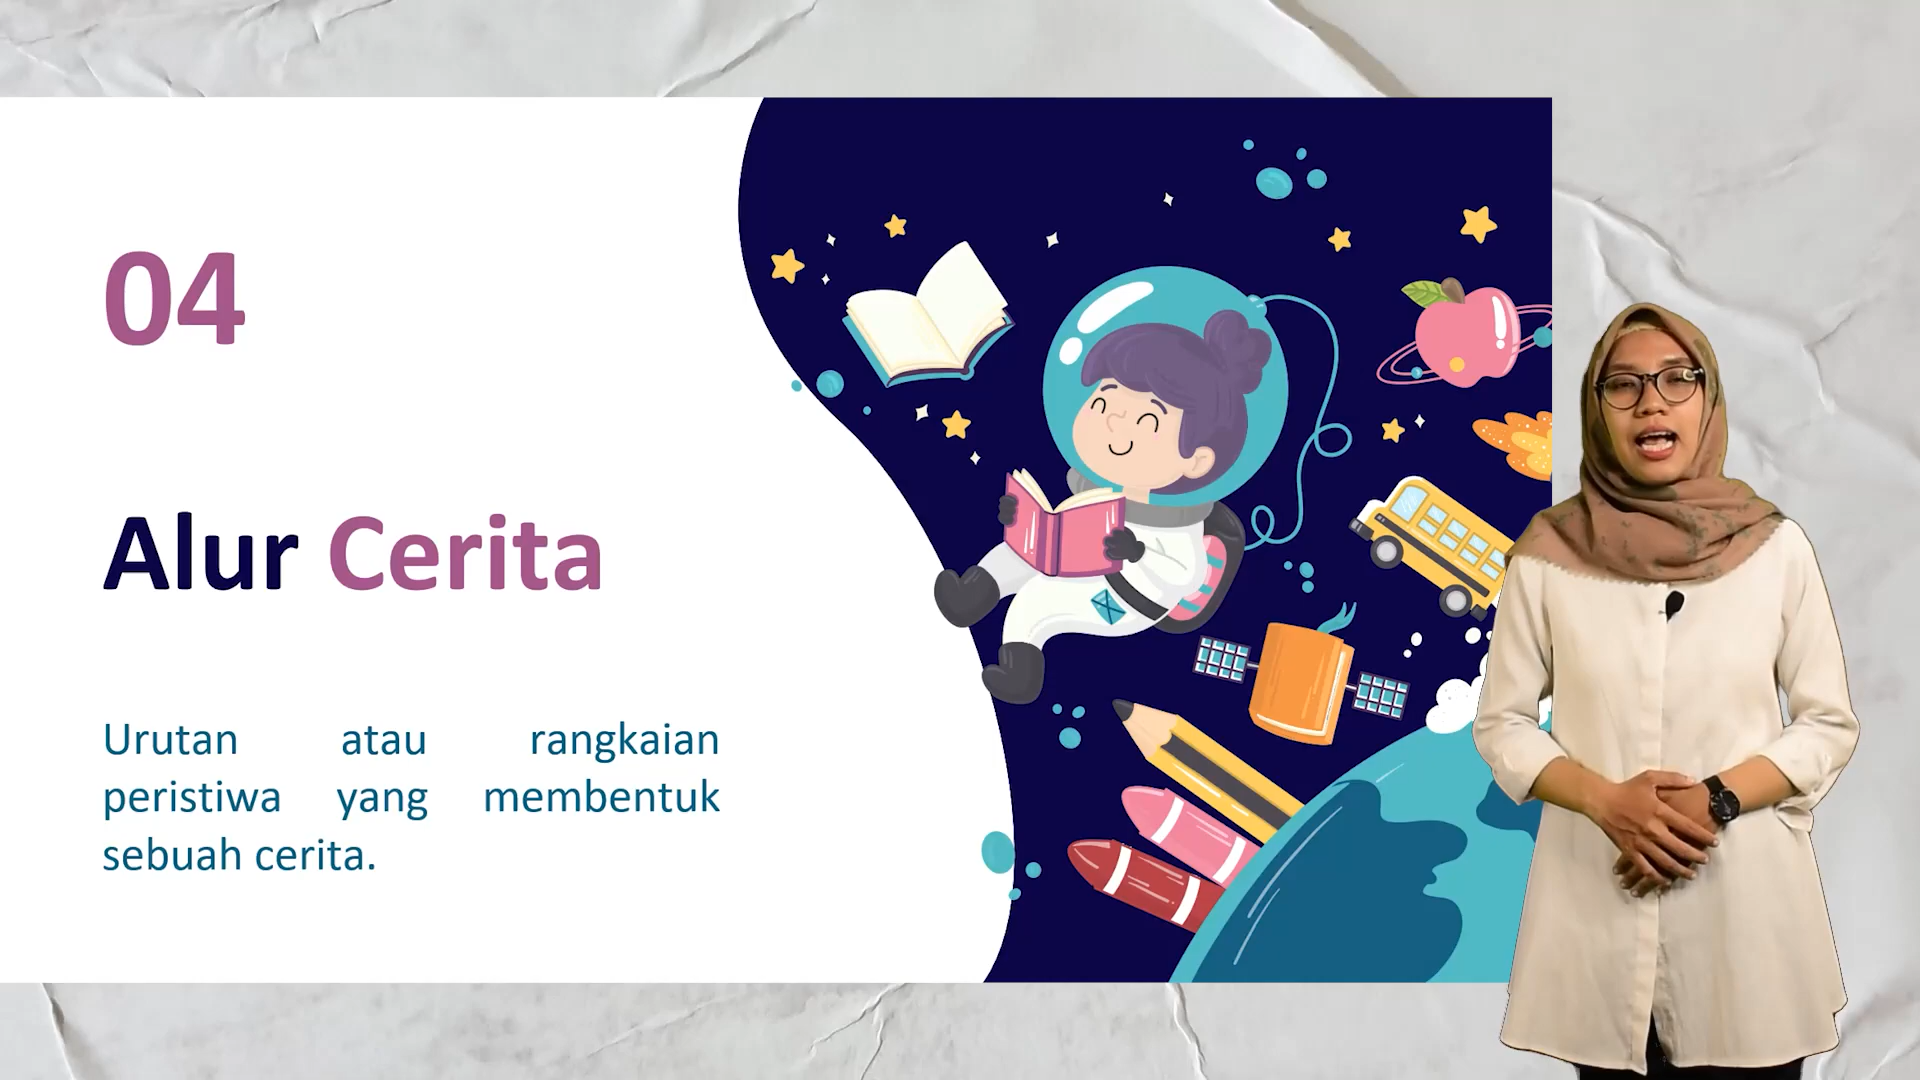 04
Alur Cerita
Urutan atau rangkaian
peristiwa yang membentuk
sebuah cerita.